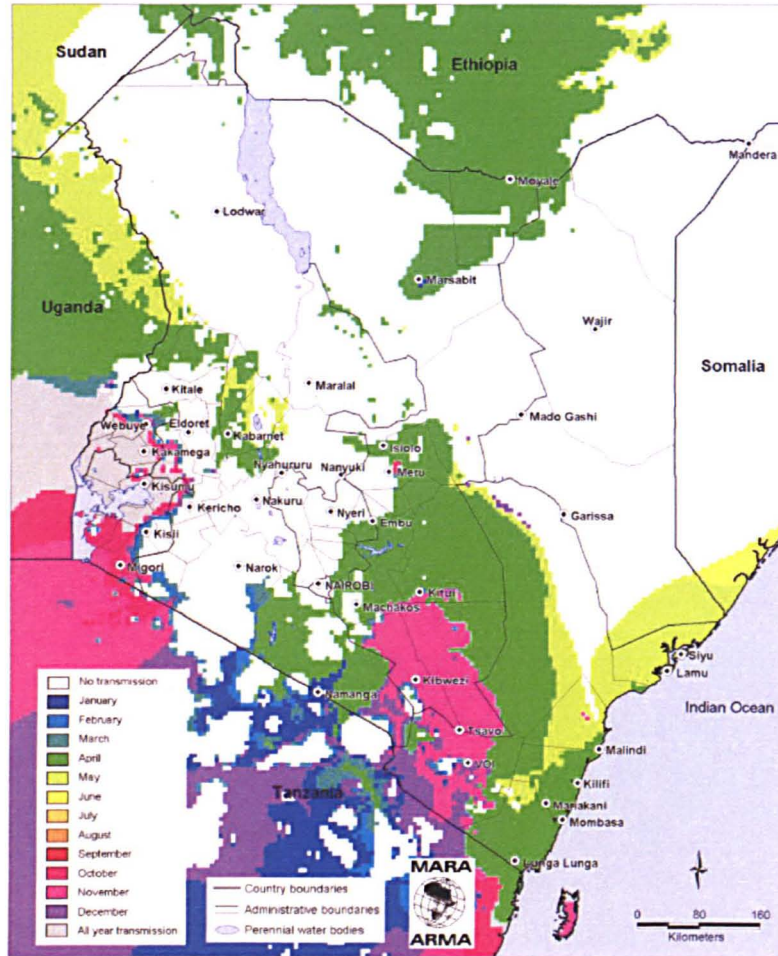 Sudan
Ethiopia
Mandera
Moyale
Lodwar
Marsabit
Uganda
Wajir
Somalia
Maralal
Kitale
Mado Gashi
Webuye
Eldoret
Kabarnet
Isiolo
Kakamega
Nyahururu
Nanyuki
Meru
Kisumu
Nakuru
Kericho
Nyeri
Garissa
Embu
Kisii
Migori
Narok
NAIROBI
Kitui
Machakos
Siyu
Lamu
Kibwezi
Namanga
Indian Ocean
Tsavo
Malindi
VOI
Kilifi
Tanzania
Mariakani
Mombasa
Lunga Lunga
No transmission
January
February
March
April
May
June
July
August
September
October
November
December
All year transmission
Country boundaries
Administrative boundaries
Perennial water bodies
MARA
ARMA
0 80 160
Kilometers